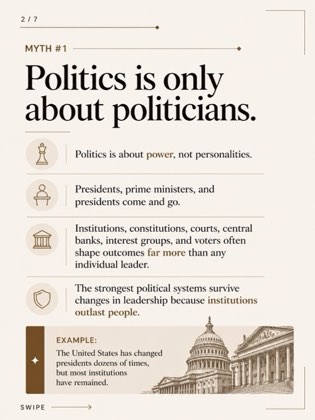 2 / 7
MYTH #1
Politics is only
about politicians.
Politics is about power, not personalities.
Presidents, prime ministers, and
presidents come and go.
Institutions, constitutions, courts, central
banks, interest groups, and voters often
shape outcomes far more than any
individual leader.
The strongest political systems survive
changes in leadership because institutions
outlast people.
EXAMPLE:
The United States has changed
presidents dozens of times,
but most institutions
have remained.
SWIPE